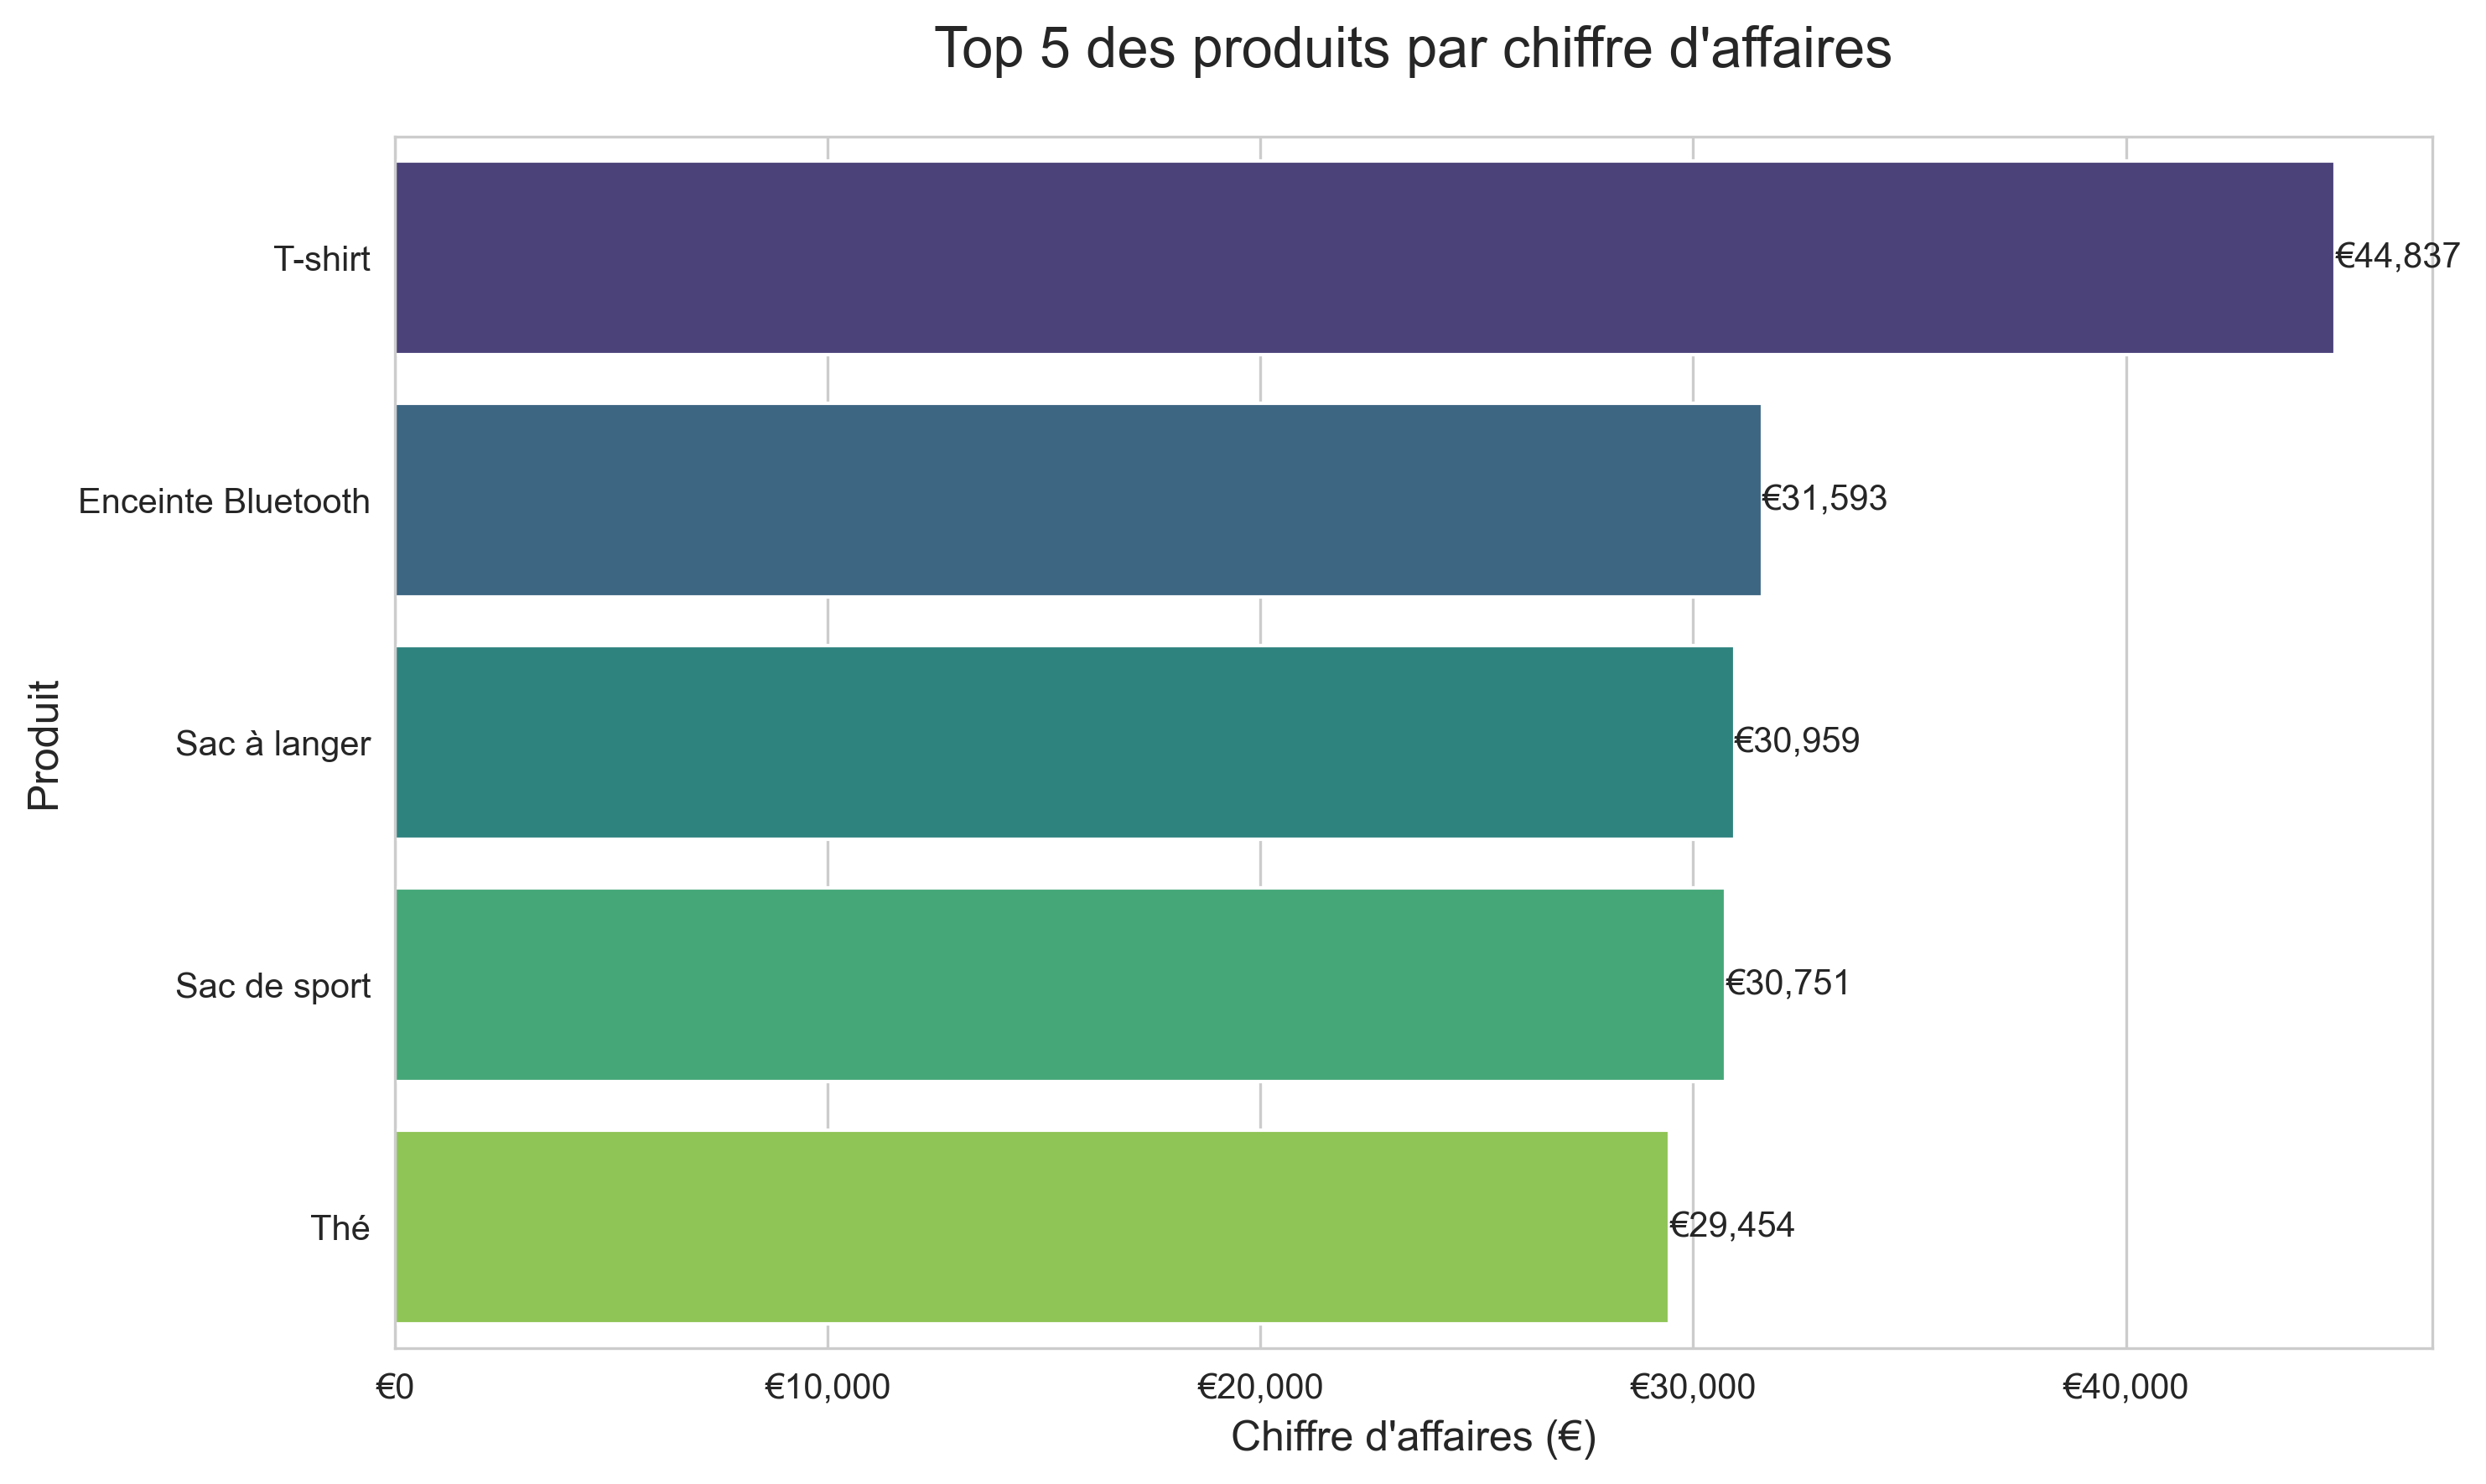 Top 5 des produits par chiffre d'affaires
T-shirt
€44,837
Enceinte Bluetooth
€31,593
Sac à langer
€30,959
Sac de sport
€30,751
Thé
€29,454
Produit
€0
€10,000
€20,000
€30,000
€40,000
Chiffre d'affaires (€)